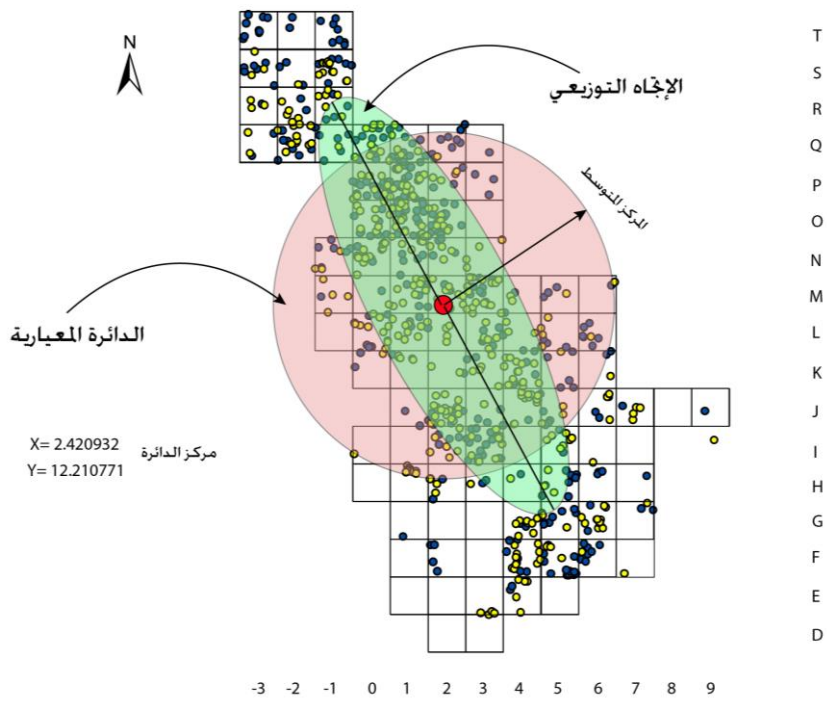 N
الإتجاه التوزيعي
المركز المتوسط
الدائرة المعيارية
مركز الدائرة
X= 2.420932
Y= 12.210771
T
S
R
Q
P
O
N
M
L
K
J
I
H
G
F
E
D
-3 -2 -1 0 1 2 3 4 5 6 7 8 9